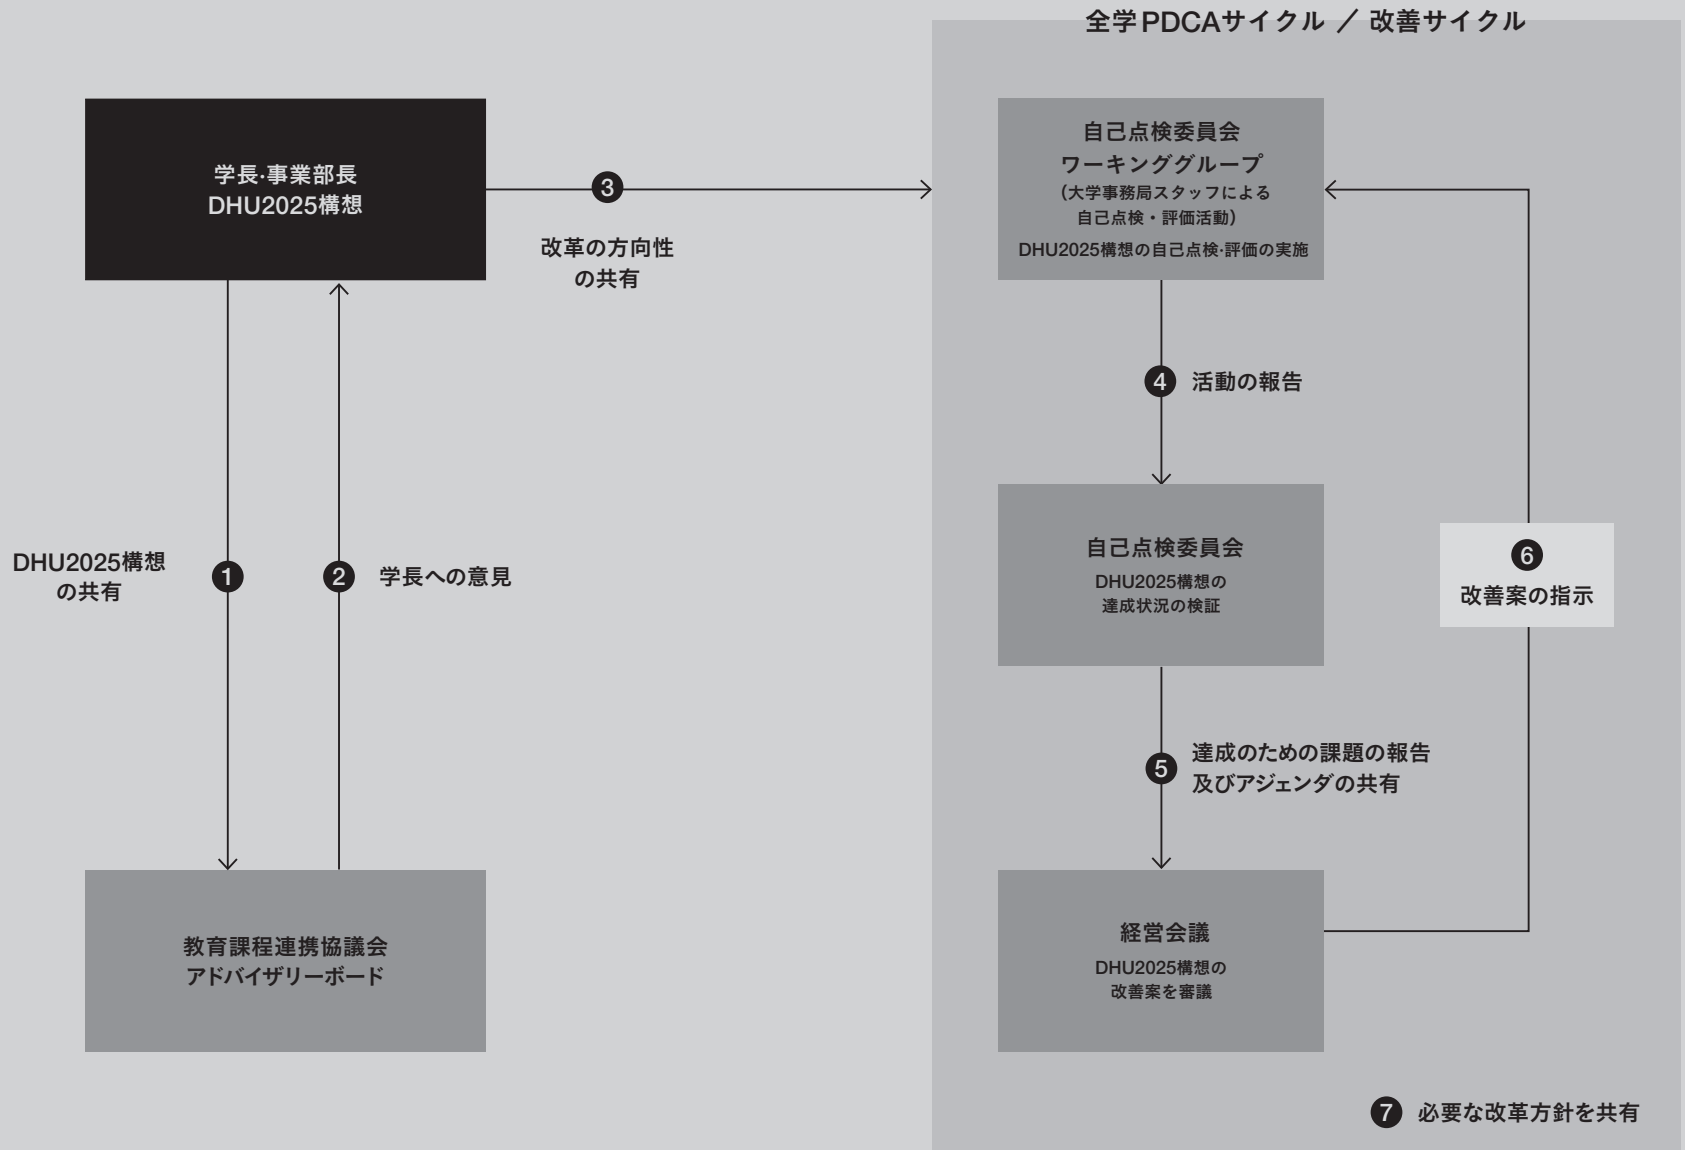 全学PDCAサイクル ／ 改善サイクル
学長·事業部長
DHU2025構想
❸
改革の方向性
の共有
自己点検委員会
ワーキンググループ
（大学事務局スタッフによる
自己点検・評価活動）
DHU2025構想の自己点検·評価の実施
❹ 活動の報告
DHU2025構想
の共有
❶
❷ 学長への意見
自己点検委員会
DHU2025構想の
達成状況の検証
❻
改善案の指示
❺ 達成のための課題の報告
及びアジェンダの共有
教育課程連携協議会
アドバイザリーボード
経営会議
DHU2025構想の
改善案を審議
❼ 必要な改革方針を共有